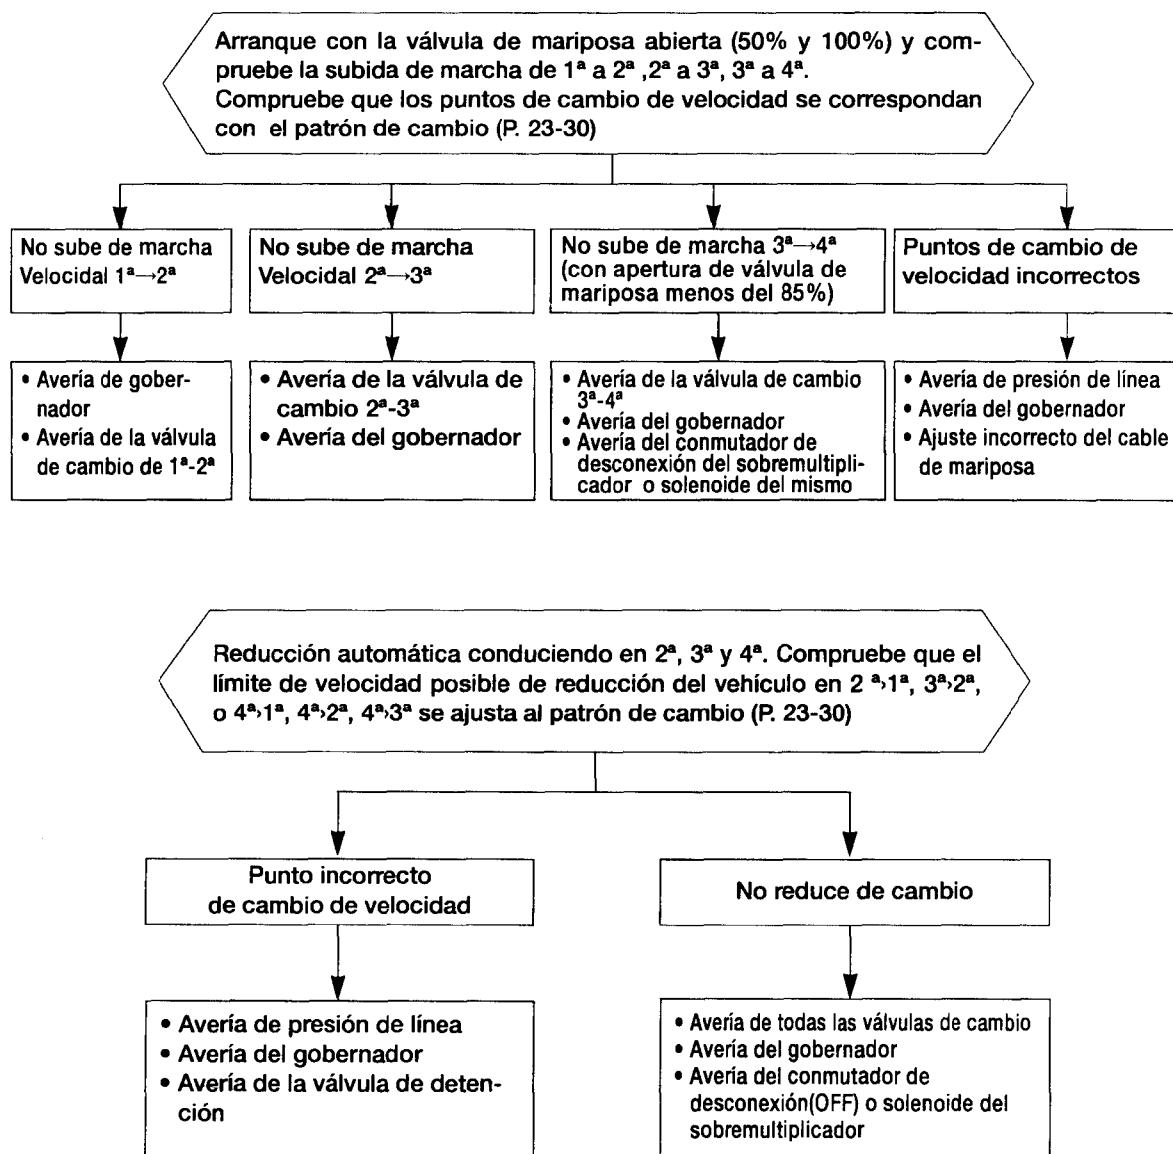 Arranque con la válvula de mariposa abierta (50% y 100%) y com-
pruebe la subida de marcha de 1ª a 2ª ,2ª a 3ª, 3ª a 4ª.
Compruebe que los puntos de cambio de velocidad se correspondan
con el patrón de cambio (P. 23-30)
No sube de marcha
Velocidal 1ª→2ª
No sube de marcha
Velocidal 2ª→3ª
No sube de marcha 3ª→4ª
(con apertura de válvula de
mariposa menos del 85%)
Puntos de cambio de
velocidad incorrectos
• Avería de gober-
nador
• Avería de la válvula
de cambio de 1ª-2ª
• Avería de la válvula de
cambio 2ª-3ª
• Avería del gobernador
• Avería de la válvula de cambio
3ª-4ª
• Avería del gobernador
• Avería del conmutador de
desconexión del sobremultipli-
cador o solenoide del mismo
• Avería de presión de línea
• Avería del gobernador
• Ajuste incorrecto del cable
de mariposa
Reducción automática conduciendo en 2ª, 3ª y 4ª. Compruebe que el
límite de velocidad posible de reducción del vehículo en 2 ª›1ª, 3ª›2ª,
o 4ª›1ª, 4ª›2ª, 4ª›3ª se ajusta al patrón de cambio (P. 23-30)
Punto incorrecto
de cambio de velocidad
No reduce de cambio
• Avería de presión de línea
• Avería del gobernador
• Avería de la válvula de deten-
ción
• Avería de todas las válvulas de cambio
• Avería del gobernador
• Avería del conmutador de
desconexión(OFF) o solenoide del
sobremultiplicador